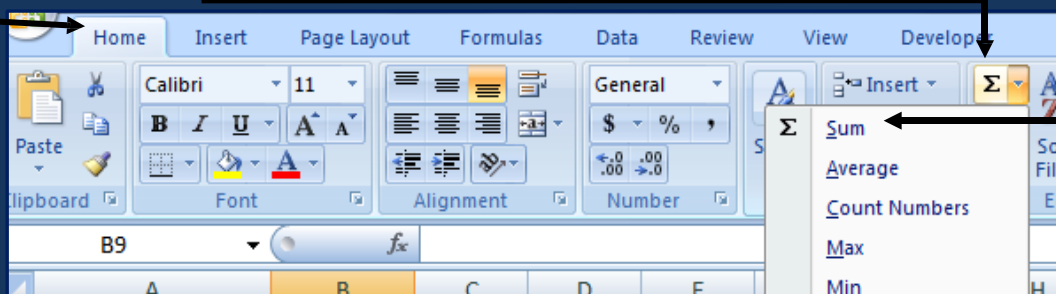 Home Insert Page Layout Formulas Data Review View Developer
Calibri 11 General Insert Σ
B I U A A $ % ,
Paste
Σ Sum
Average
Clipboard Font Alignment Number
Count Numbers
B9 fx
Max
A B C D E H
Min